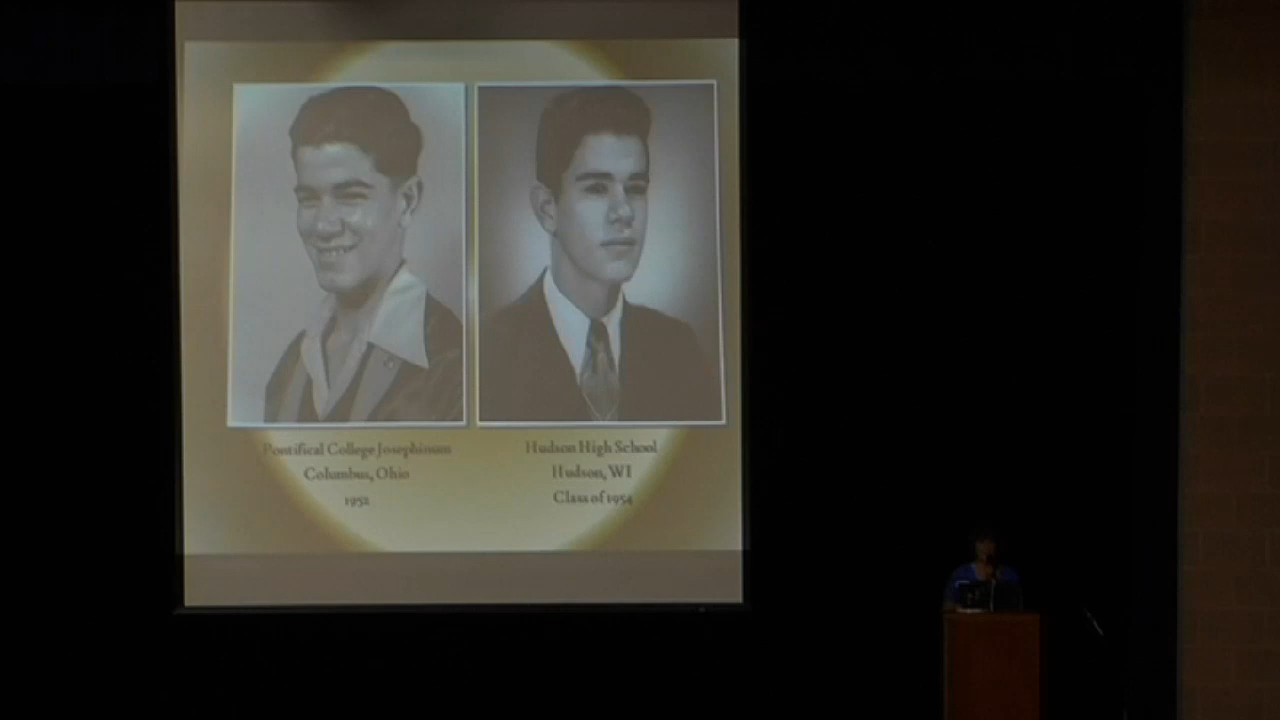 Pontifical College Josephinum
Columbus, Ohio
1952
Hudson High School
Hudson, WI
Class of 1954